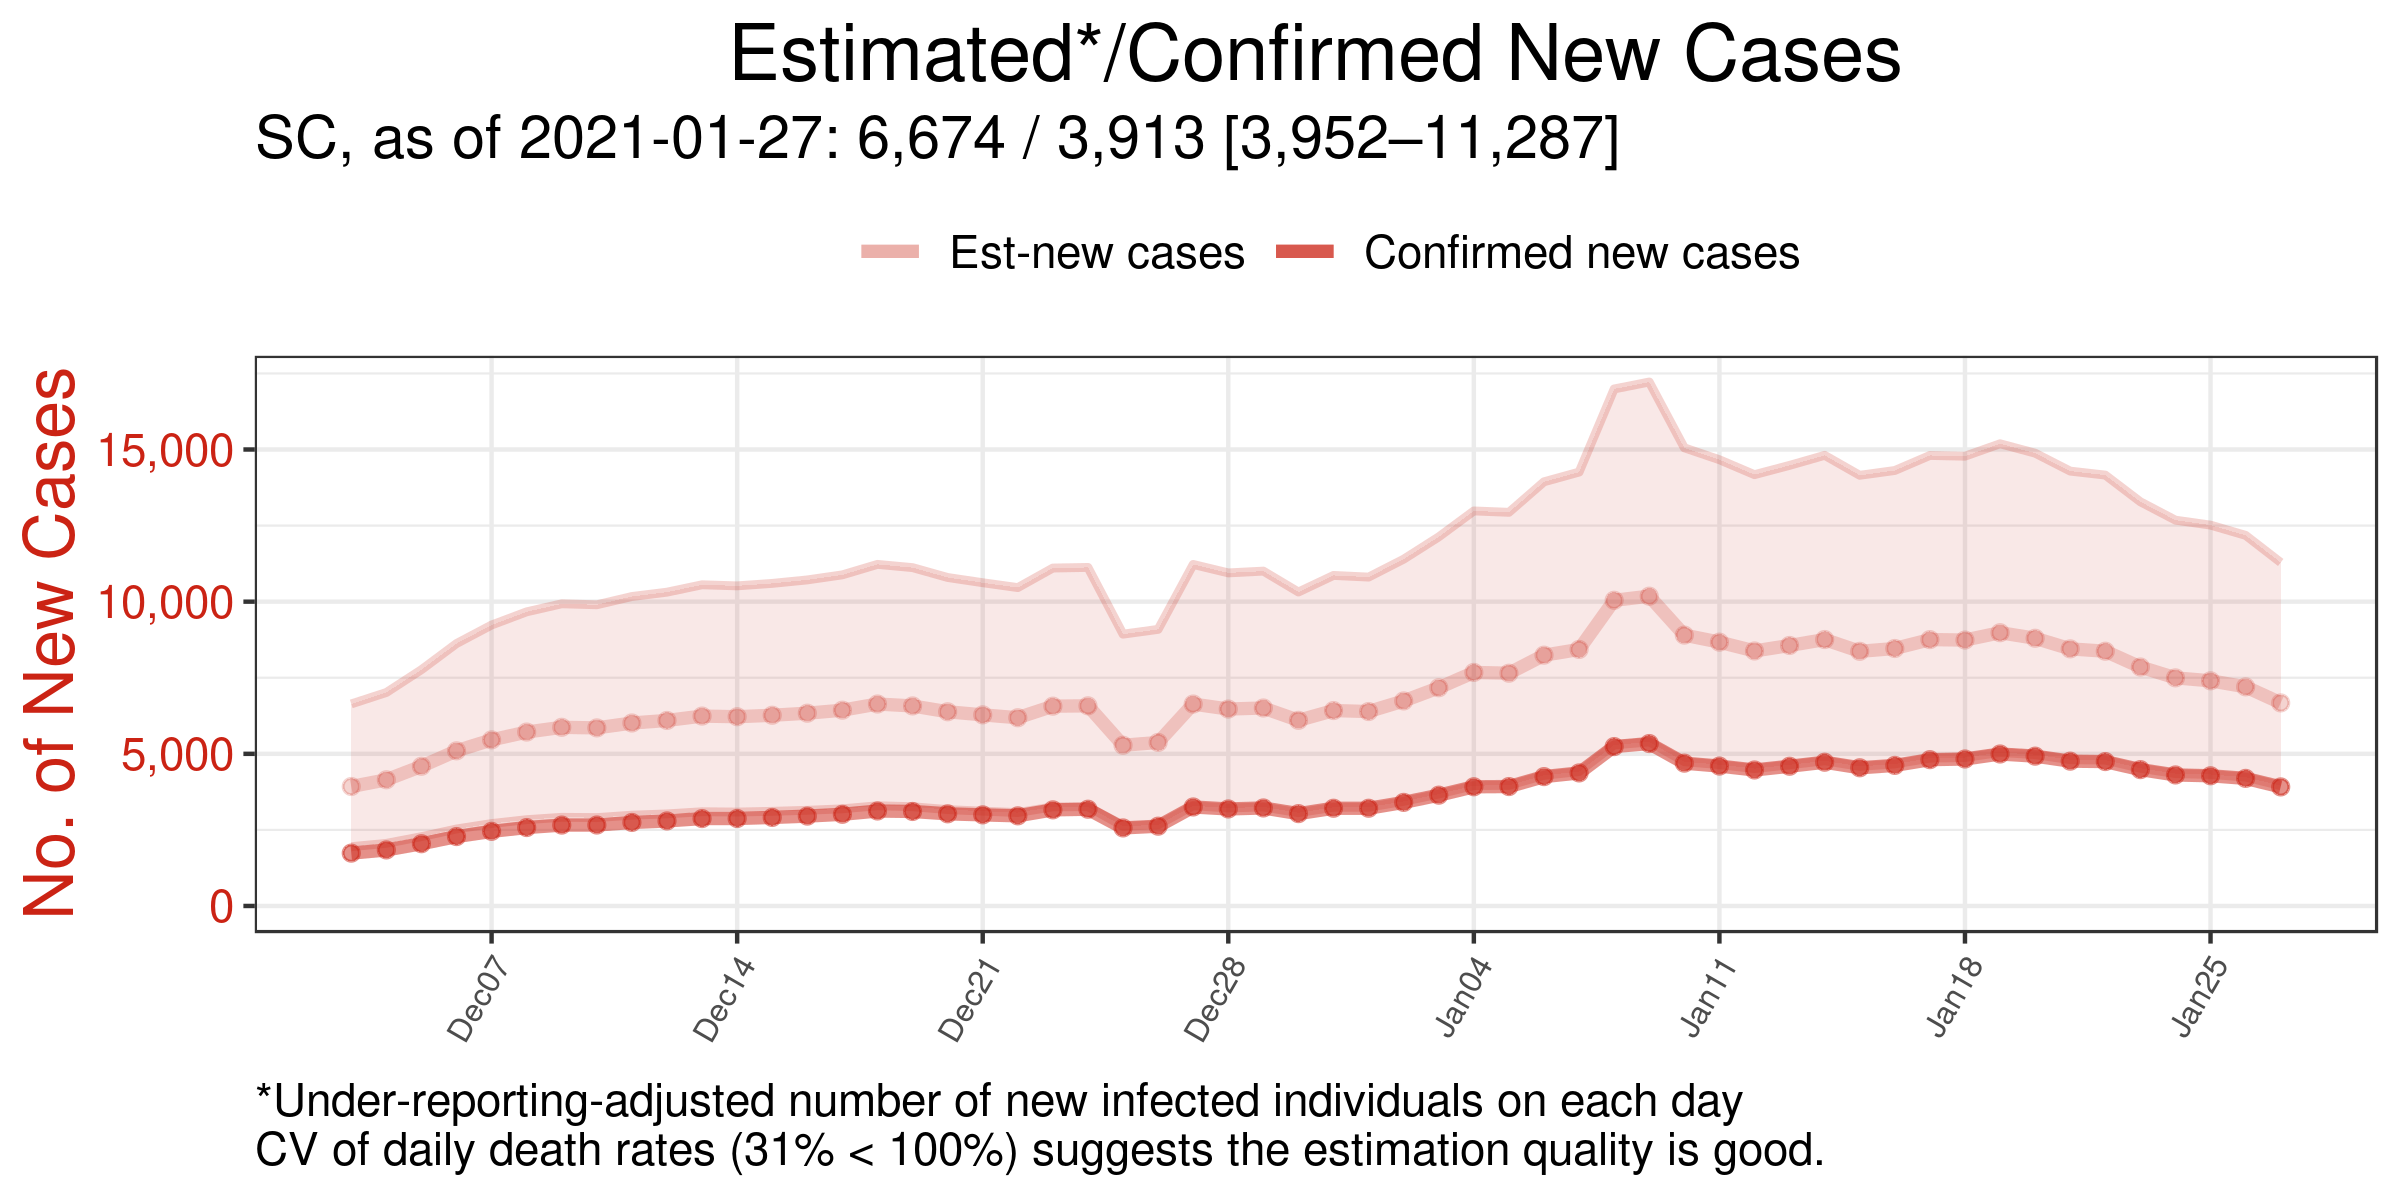 Estimated*/Confirmed New Cases
SC, as of 2021-01-27: 6,674 / 3,913 [3,952–11,287]
Est-new cases
Confirmed new cases
No. of New Cases
15,000
10,000
5,000
0
Dec07
Dec14
Dec21
Dec28
Jan04
Jan11
Jan18
Jan25
*Under-reporting-adjusted number of new infected individuals on each day
CV of daily death rates (31% < 100%) suggests the estimation quality is good.